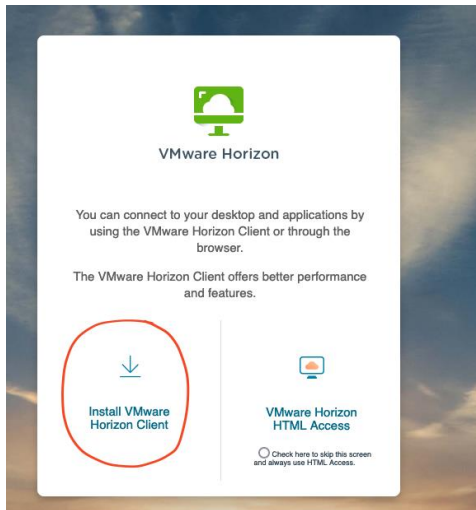 VMware Horizon
You can connect to your desktop and applications by
using the VMware Horizon Client or through the
browser.
The VMware Horizon Client offers better performance
and features.
Install VMware
Horizon Client
VMware Horizon
HTML Access
Check here to skip this screen
and always use HTML Access.